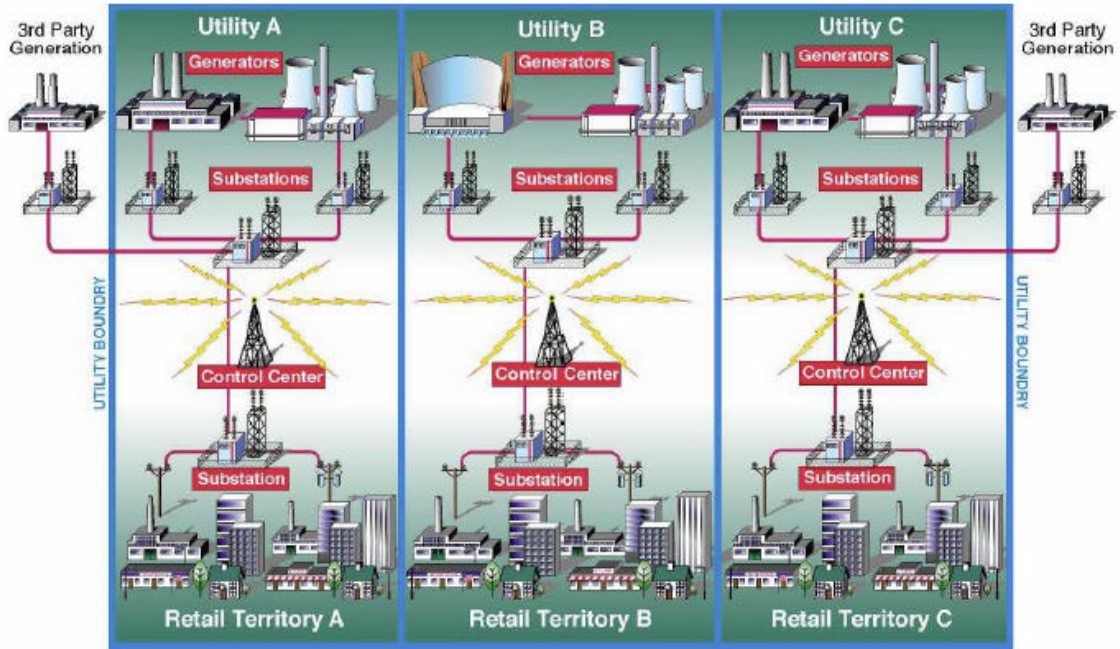 3rd Party
Generation
Utility A
Utility B
Utility C
3rd Party
Generation
Generators
Generators
Generators
Substations
Substations
Substations
UTILITY BOUNDRY
UTILITY BOUNDRY
Control Center
Control Center
Control Center
Substation
Substation
Substation
Retail Territory A
Retail Territory B
Retail Territory C